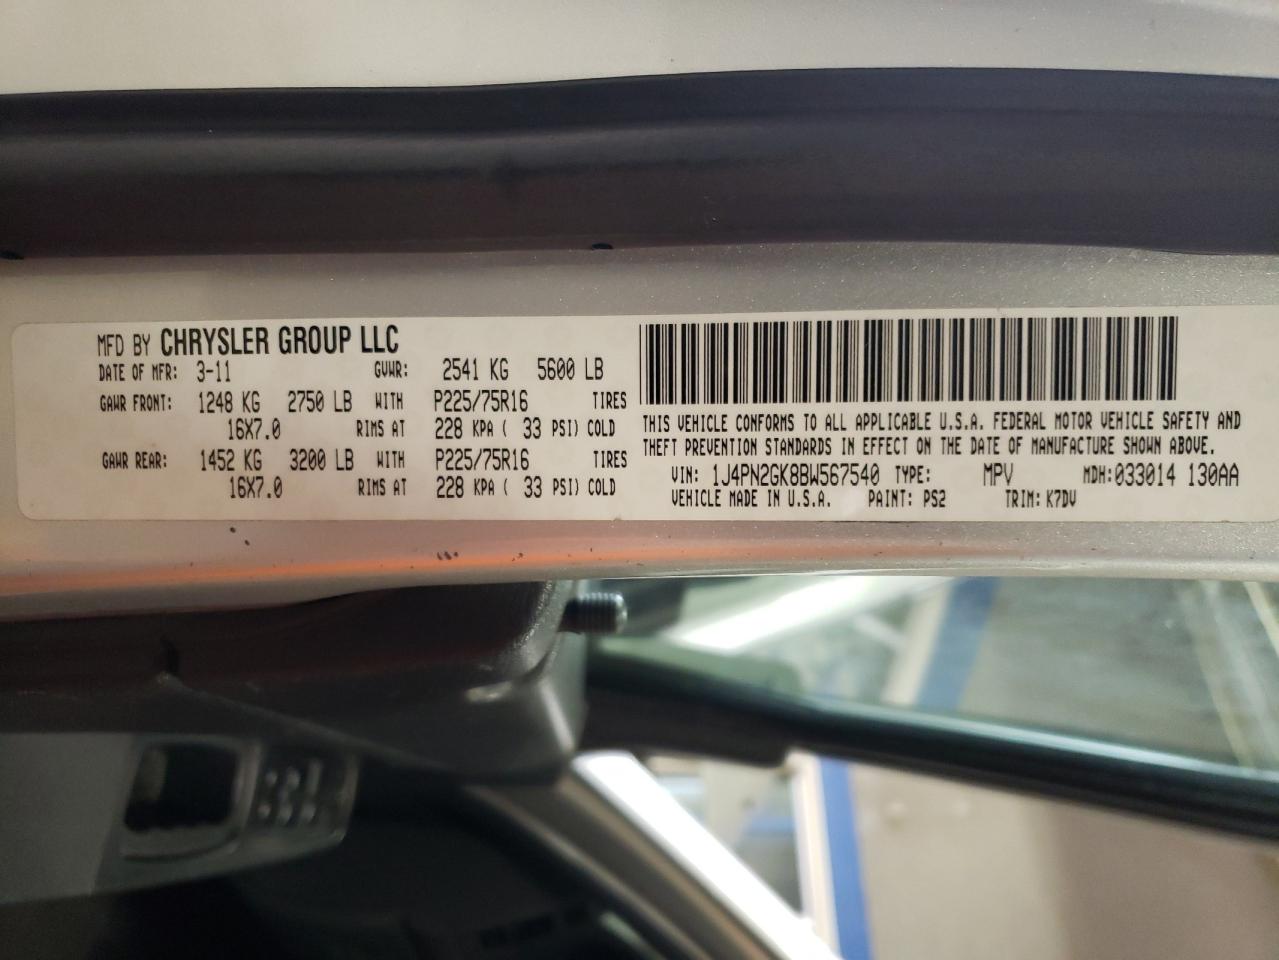 MFD BY CHRYSLER GROUP LLC
DATE OF MFR: 3-11 GVWR: 2541 KG 5600 LB
GAWR FRONT: 1248 KG 2750 LB WITH P225/75R16 TIRES
16X7.0 RIMS AT 228 KPA ( 33 PSI) COLD
GAWR REAR: 1452 KG 3200 LB WITH P225/75R16 TIRES
16X7.0 RIMS AT 228 KPA ( 33 PSI) COLD
THIS VEHICLE CONFORMS TO ALL APPLICABLE U.S.A. FEDERAL MOTOR VEHICLE SAFETY AND
THEFT PREVENTION STANDARDS IN EFFECT ON THE DATE OF MANUFACTURE SHOWN ABOVE.
VIN: 1J4PN2GK8BW567540 TYPE: MPV MDH:033014 130AA
VEHICLE MADE IN U.S.A. PAINT: PS2 TRIM: K7DV